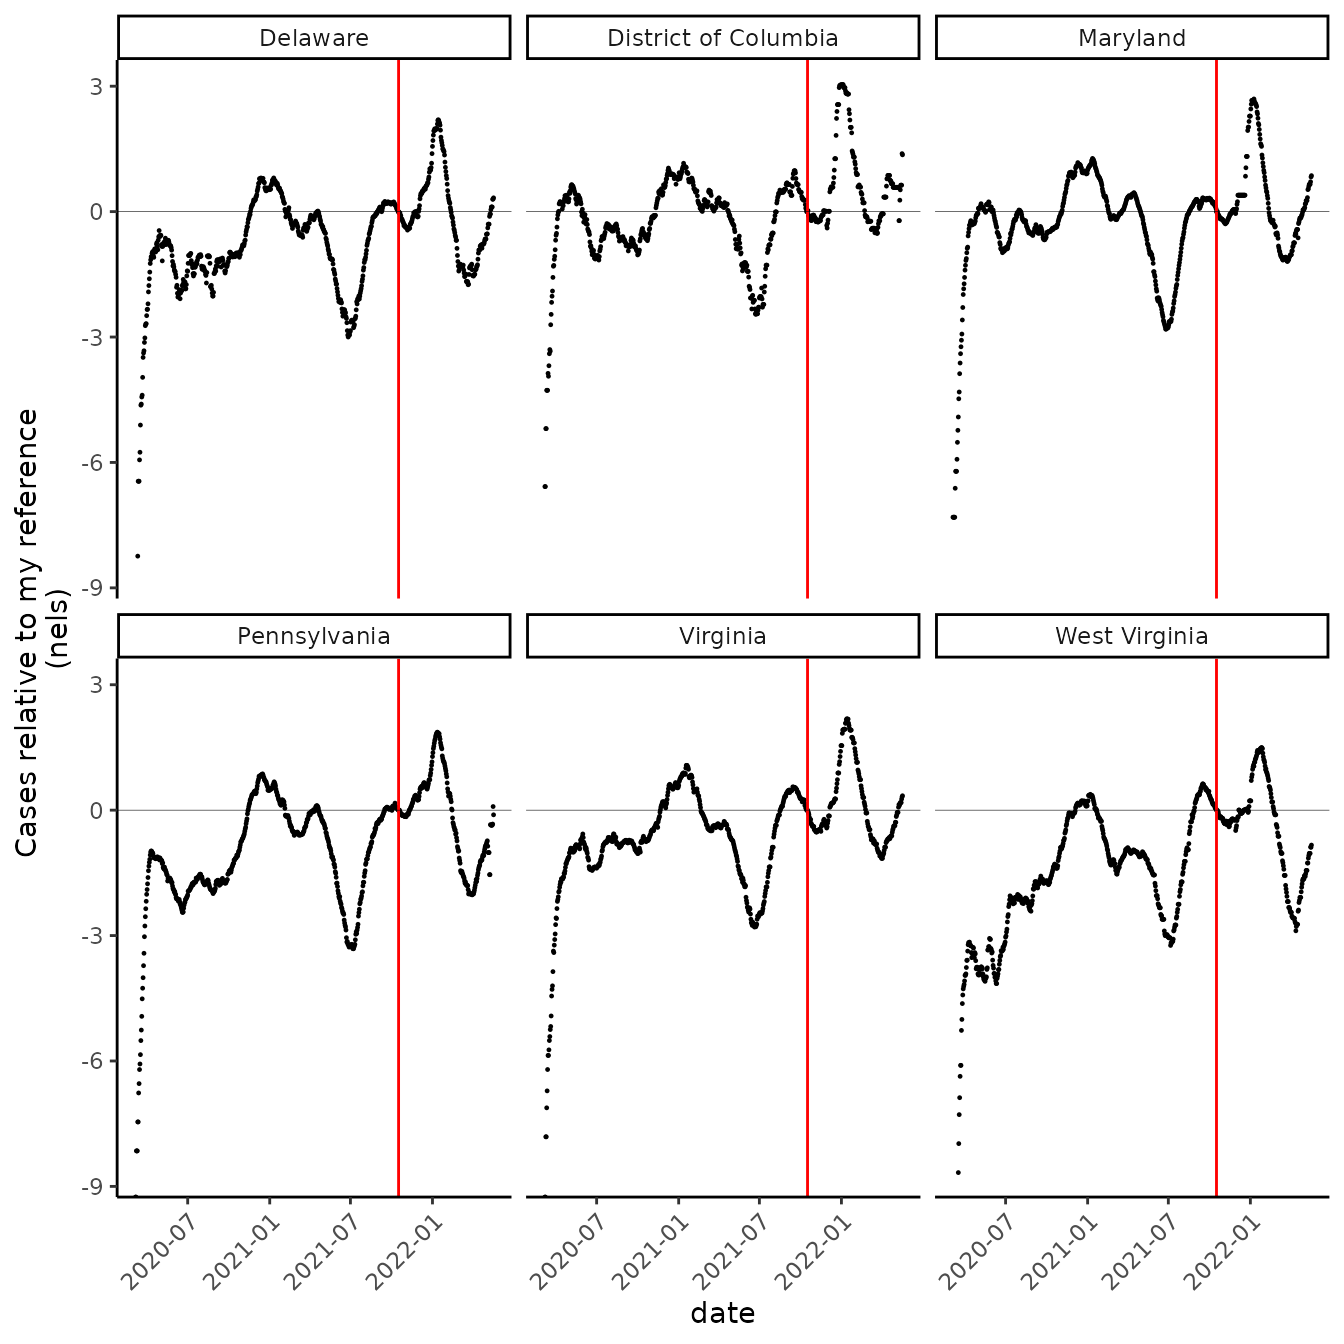 Delaware
District of Columbia
Maryland
3
0
-3
-6
-9
Pennsylvania
Virginia
West Virginia
3
0
-3
-6
-9
2020-07
2021-01
2021-07
2022-01
2020-07
2021-01
2021-07
2022-01
2020-07
2021-01
2021-07
2022-01
date
Cases relative to my reference
(nels)